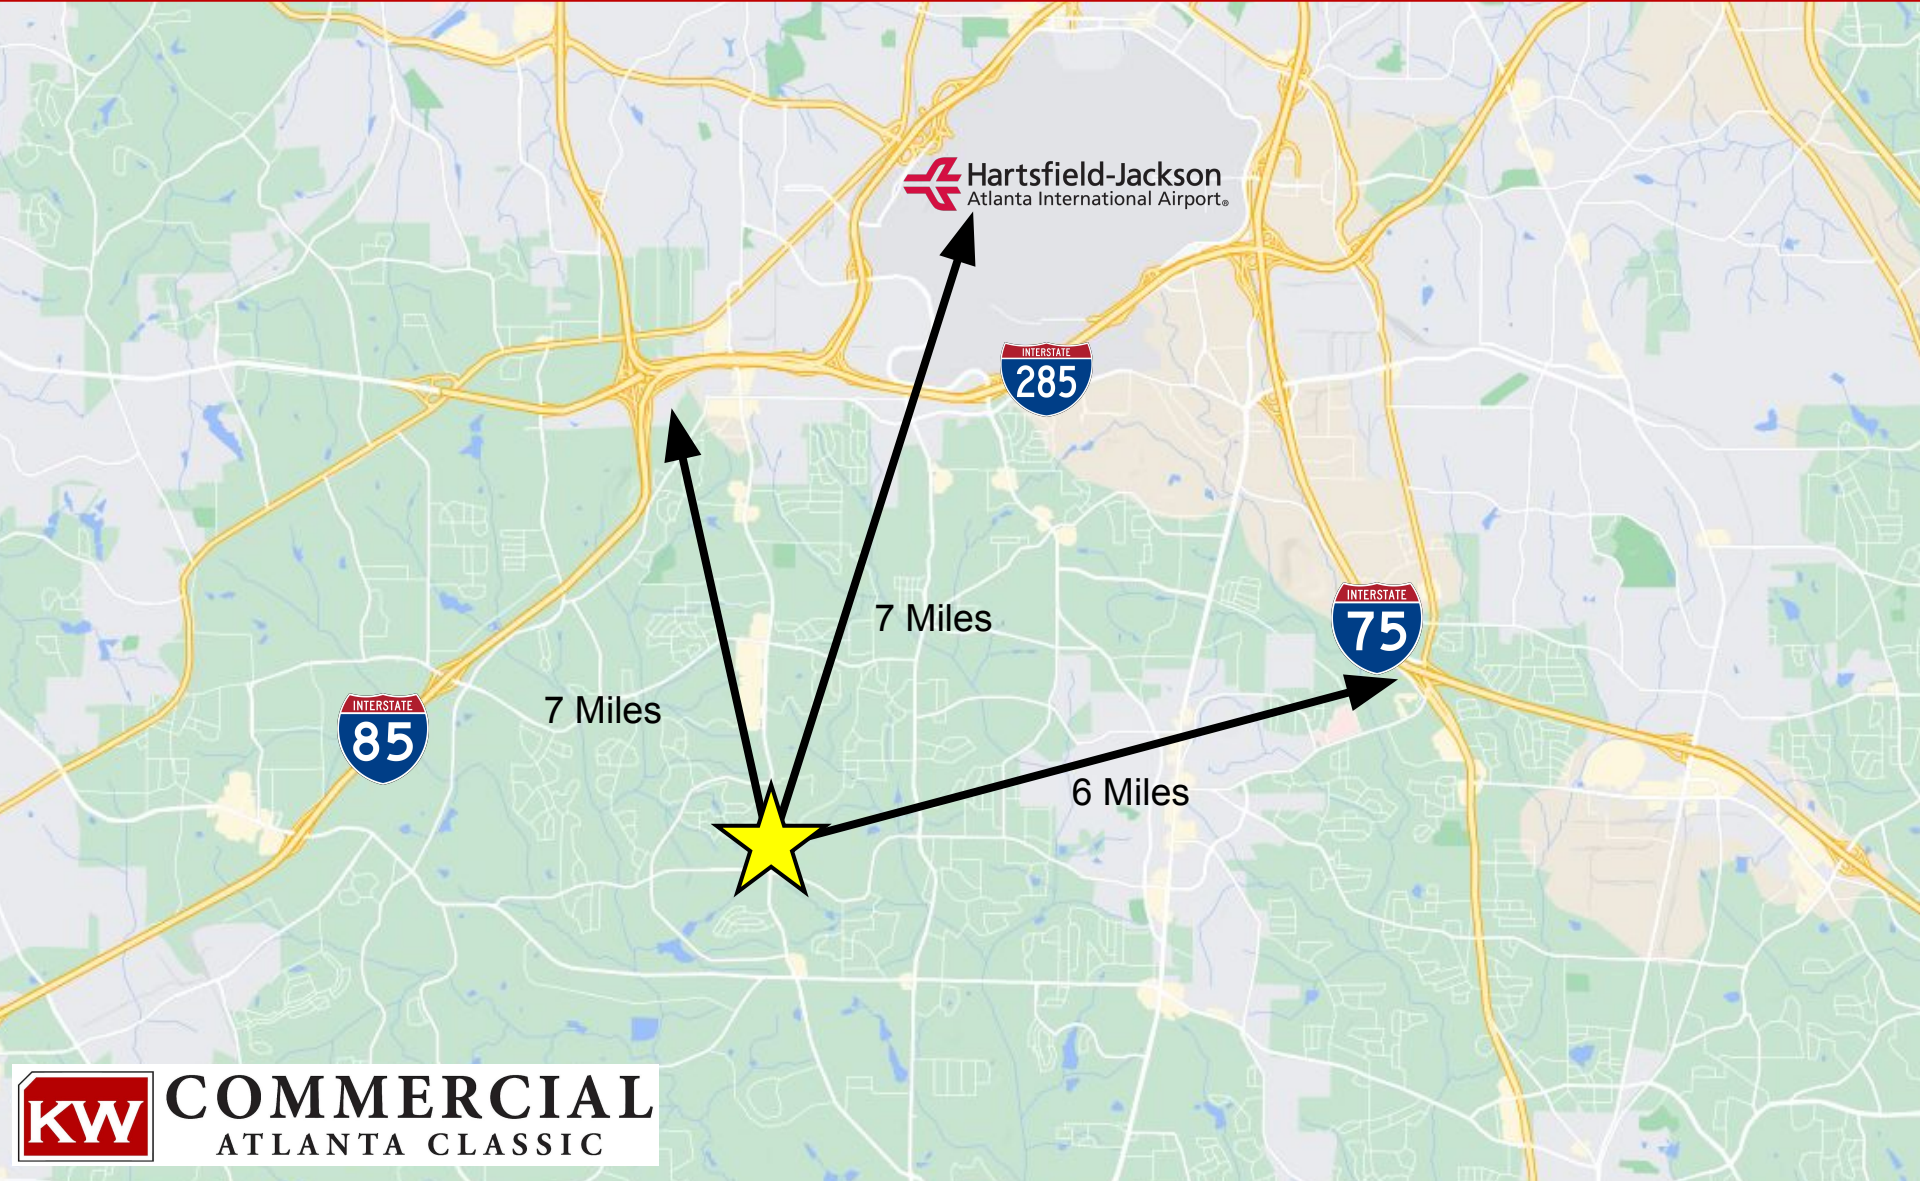 Hartsfield-Jackson
Atlanta International Airport®
INTERSTATE
285
7 Miles
INTERSTATE
75
7 Miles
INTERSTATE
85
6 Miles
KW
COMMERCIAL
ATLANTA CLASSIC